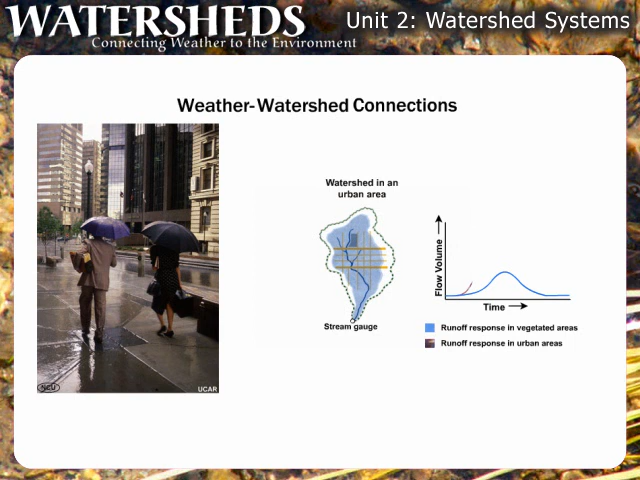 WATERSHEDS
Connecting Weather to the Environment
Unit 2: Watershed Systems
Weather-Watershed Connections
NCU
UCAR
Watershed in an
urban area
Stream gauge
Flow Volume
Time
Runoff response in vegetated areas
Runoff response in urban areas